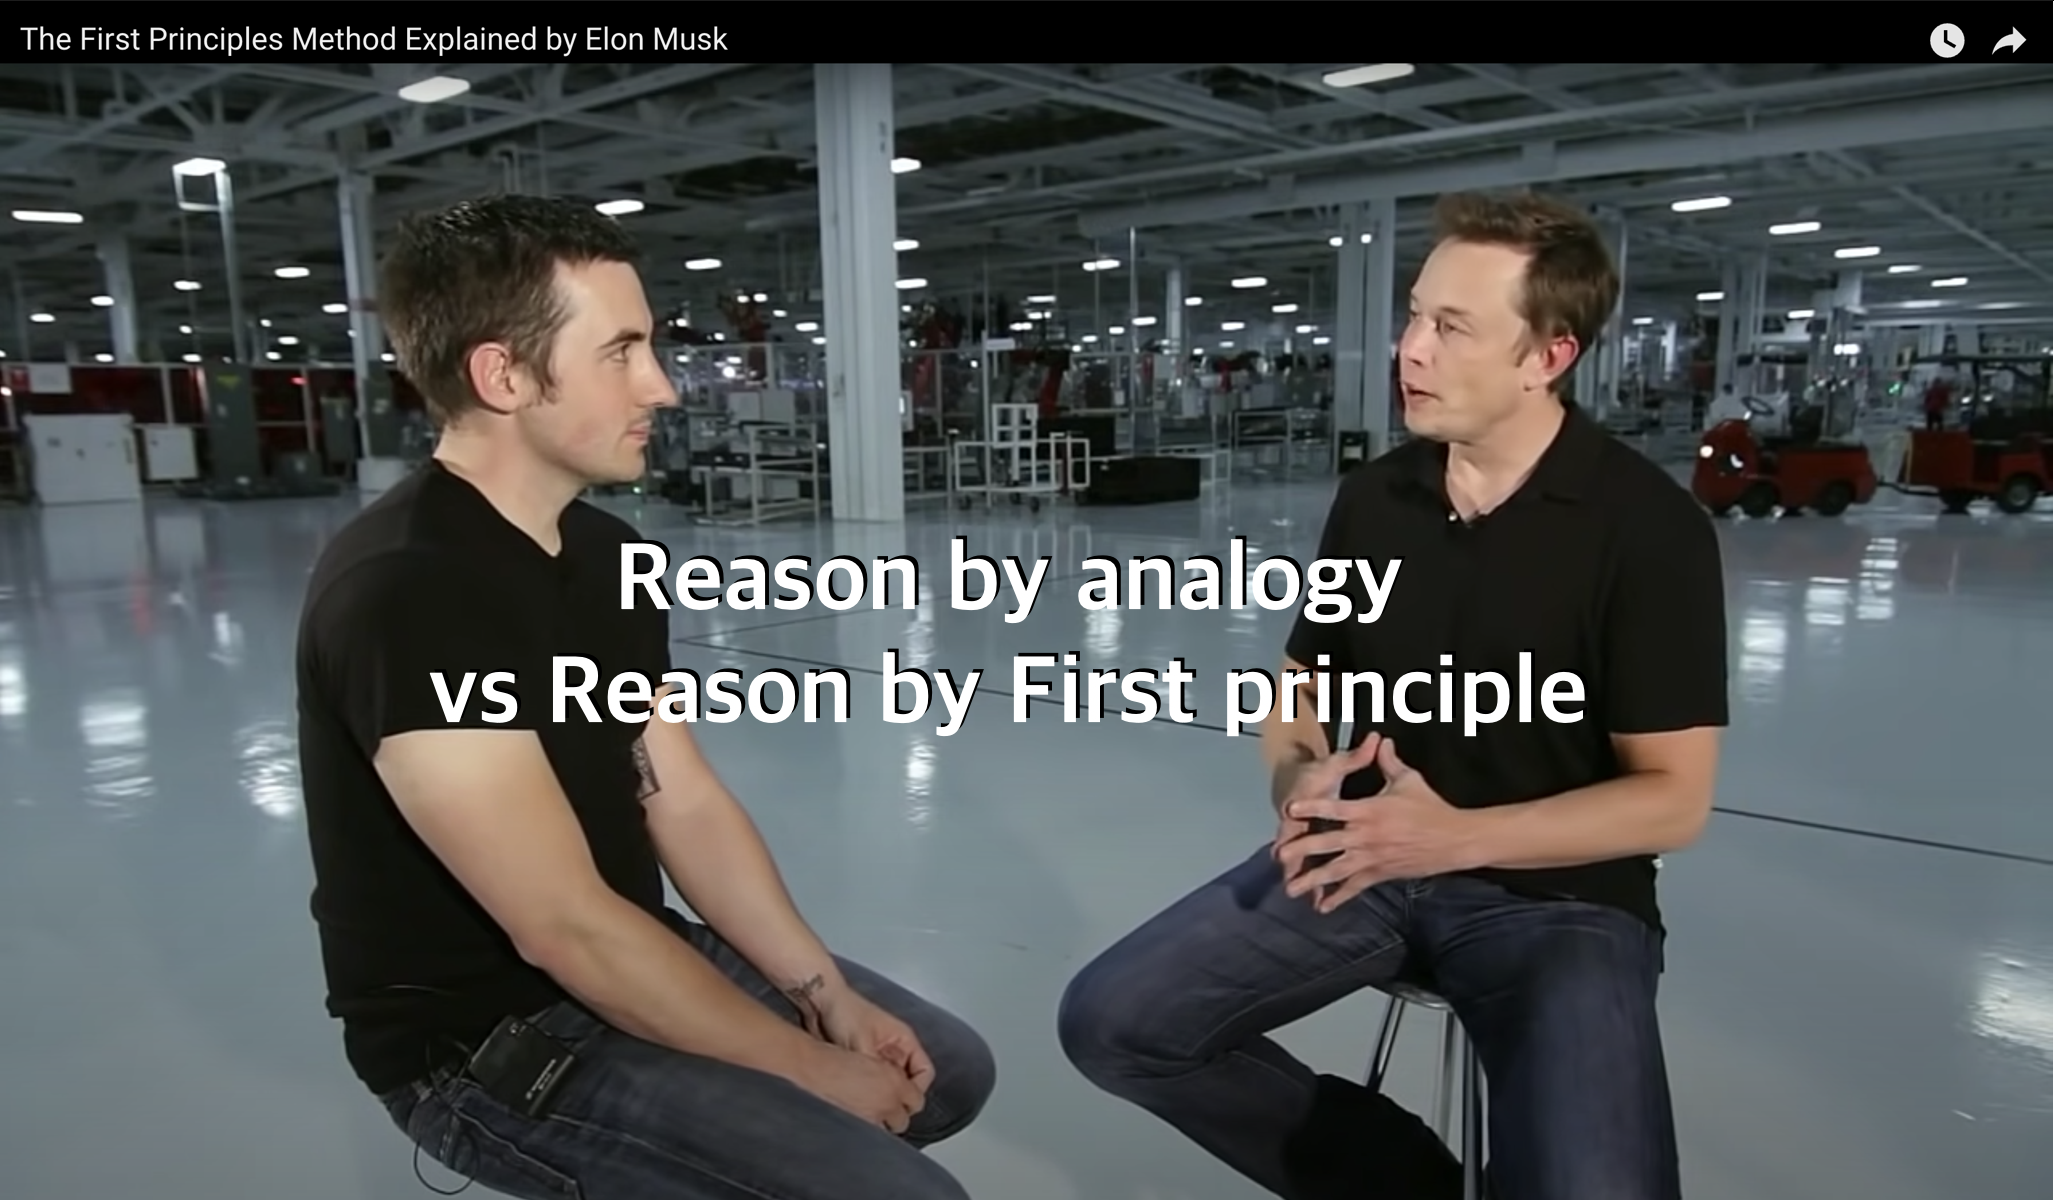 The First Principles Method Explained by Elon Musk
Reason by analogy
vs Reason by First principle